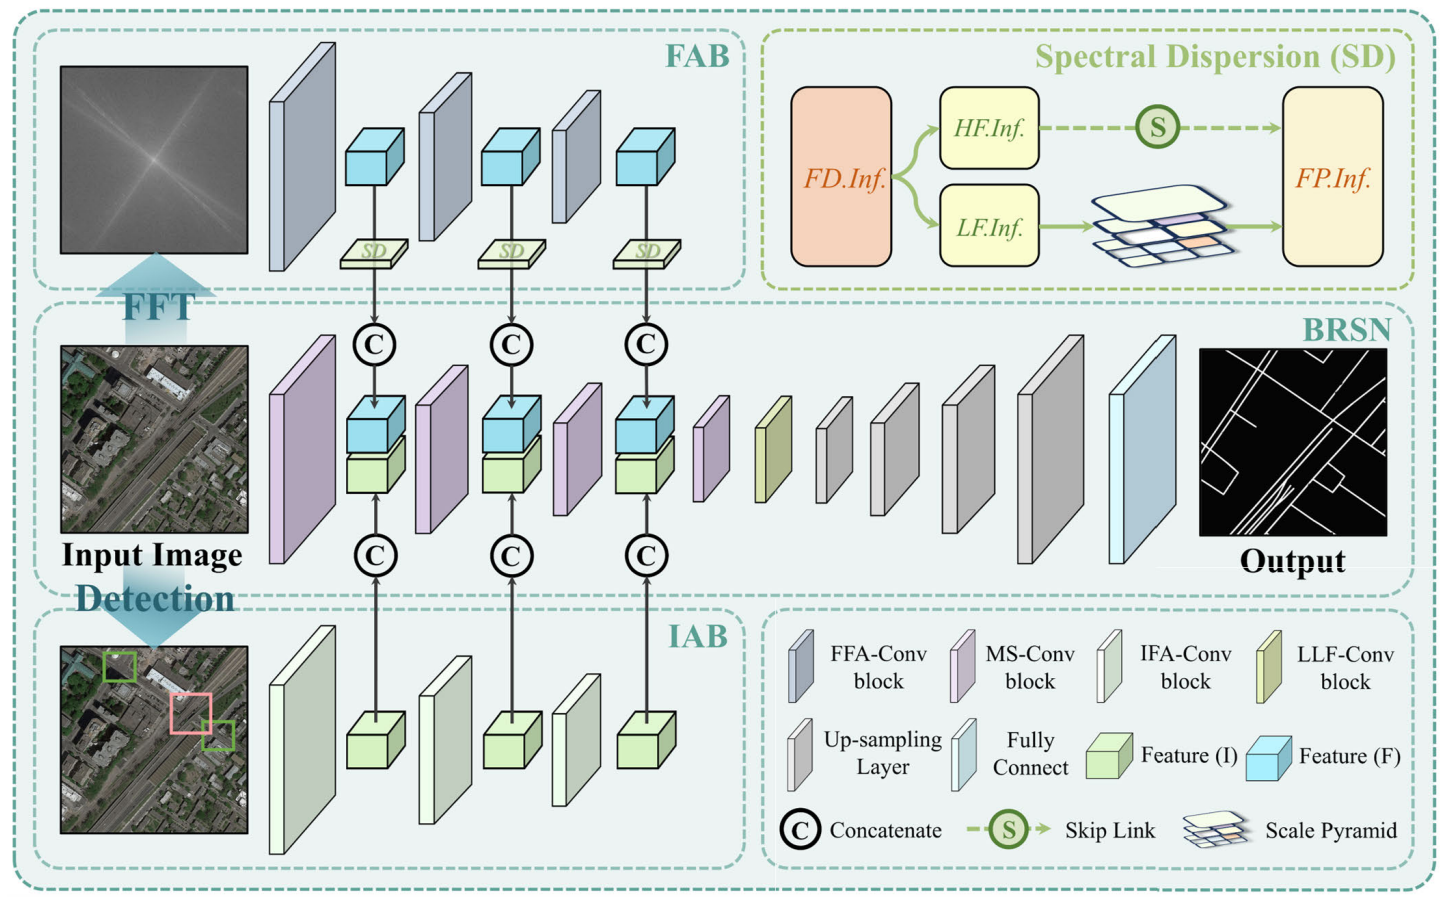 FAB
Spectral Dispersion (SD)
HF.Inf.
S
FD.Inf.
FP.Inf.
LF.Inf.
SD
SD
SD
FFT
BRSN
C
C
C
Input Image
Output
C
C
C
Detection
IAB
FFA-Conv
block
MS-Conv
block
IFA-Conv
block
LLF-Conv
block
Up-sampling
Layer
Fully
Connect
Feature (I)
Feature (F)
C
Concatenate
S
Skip Link
Scale Pyramid